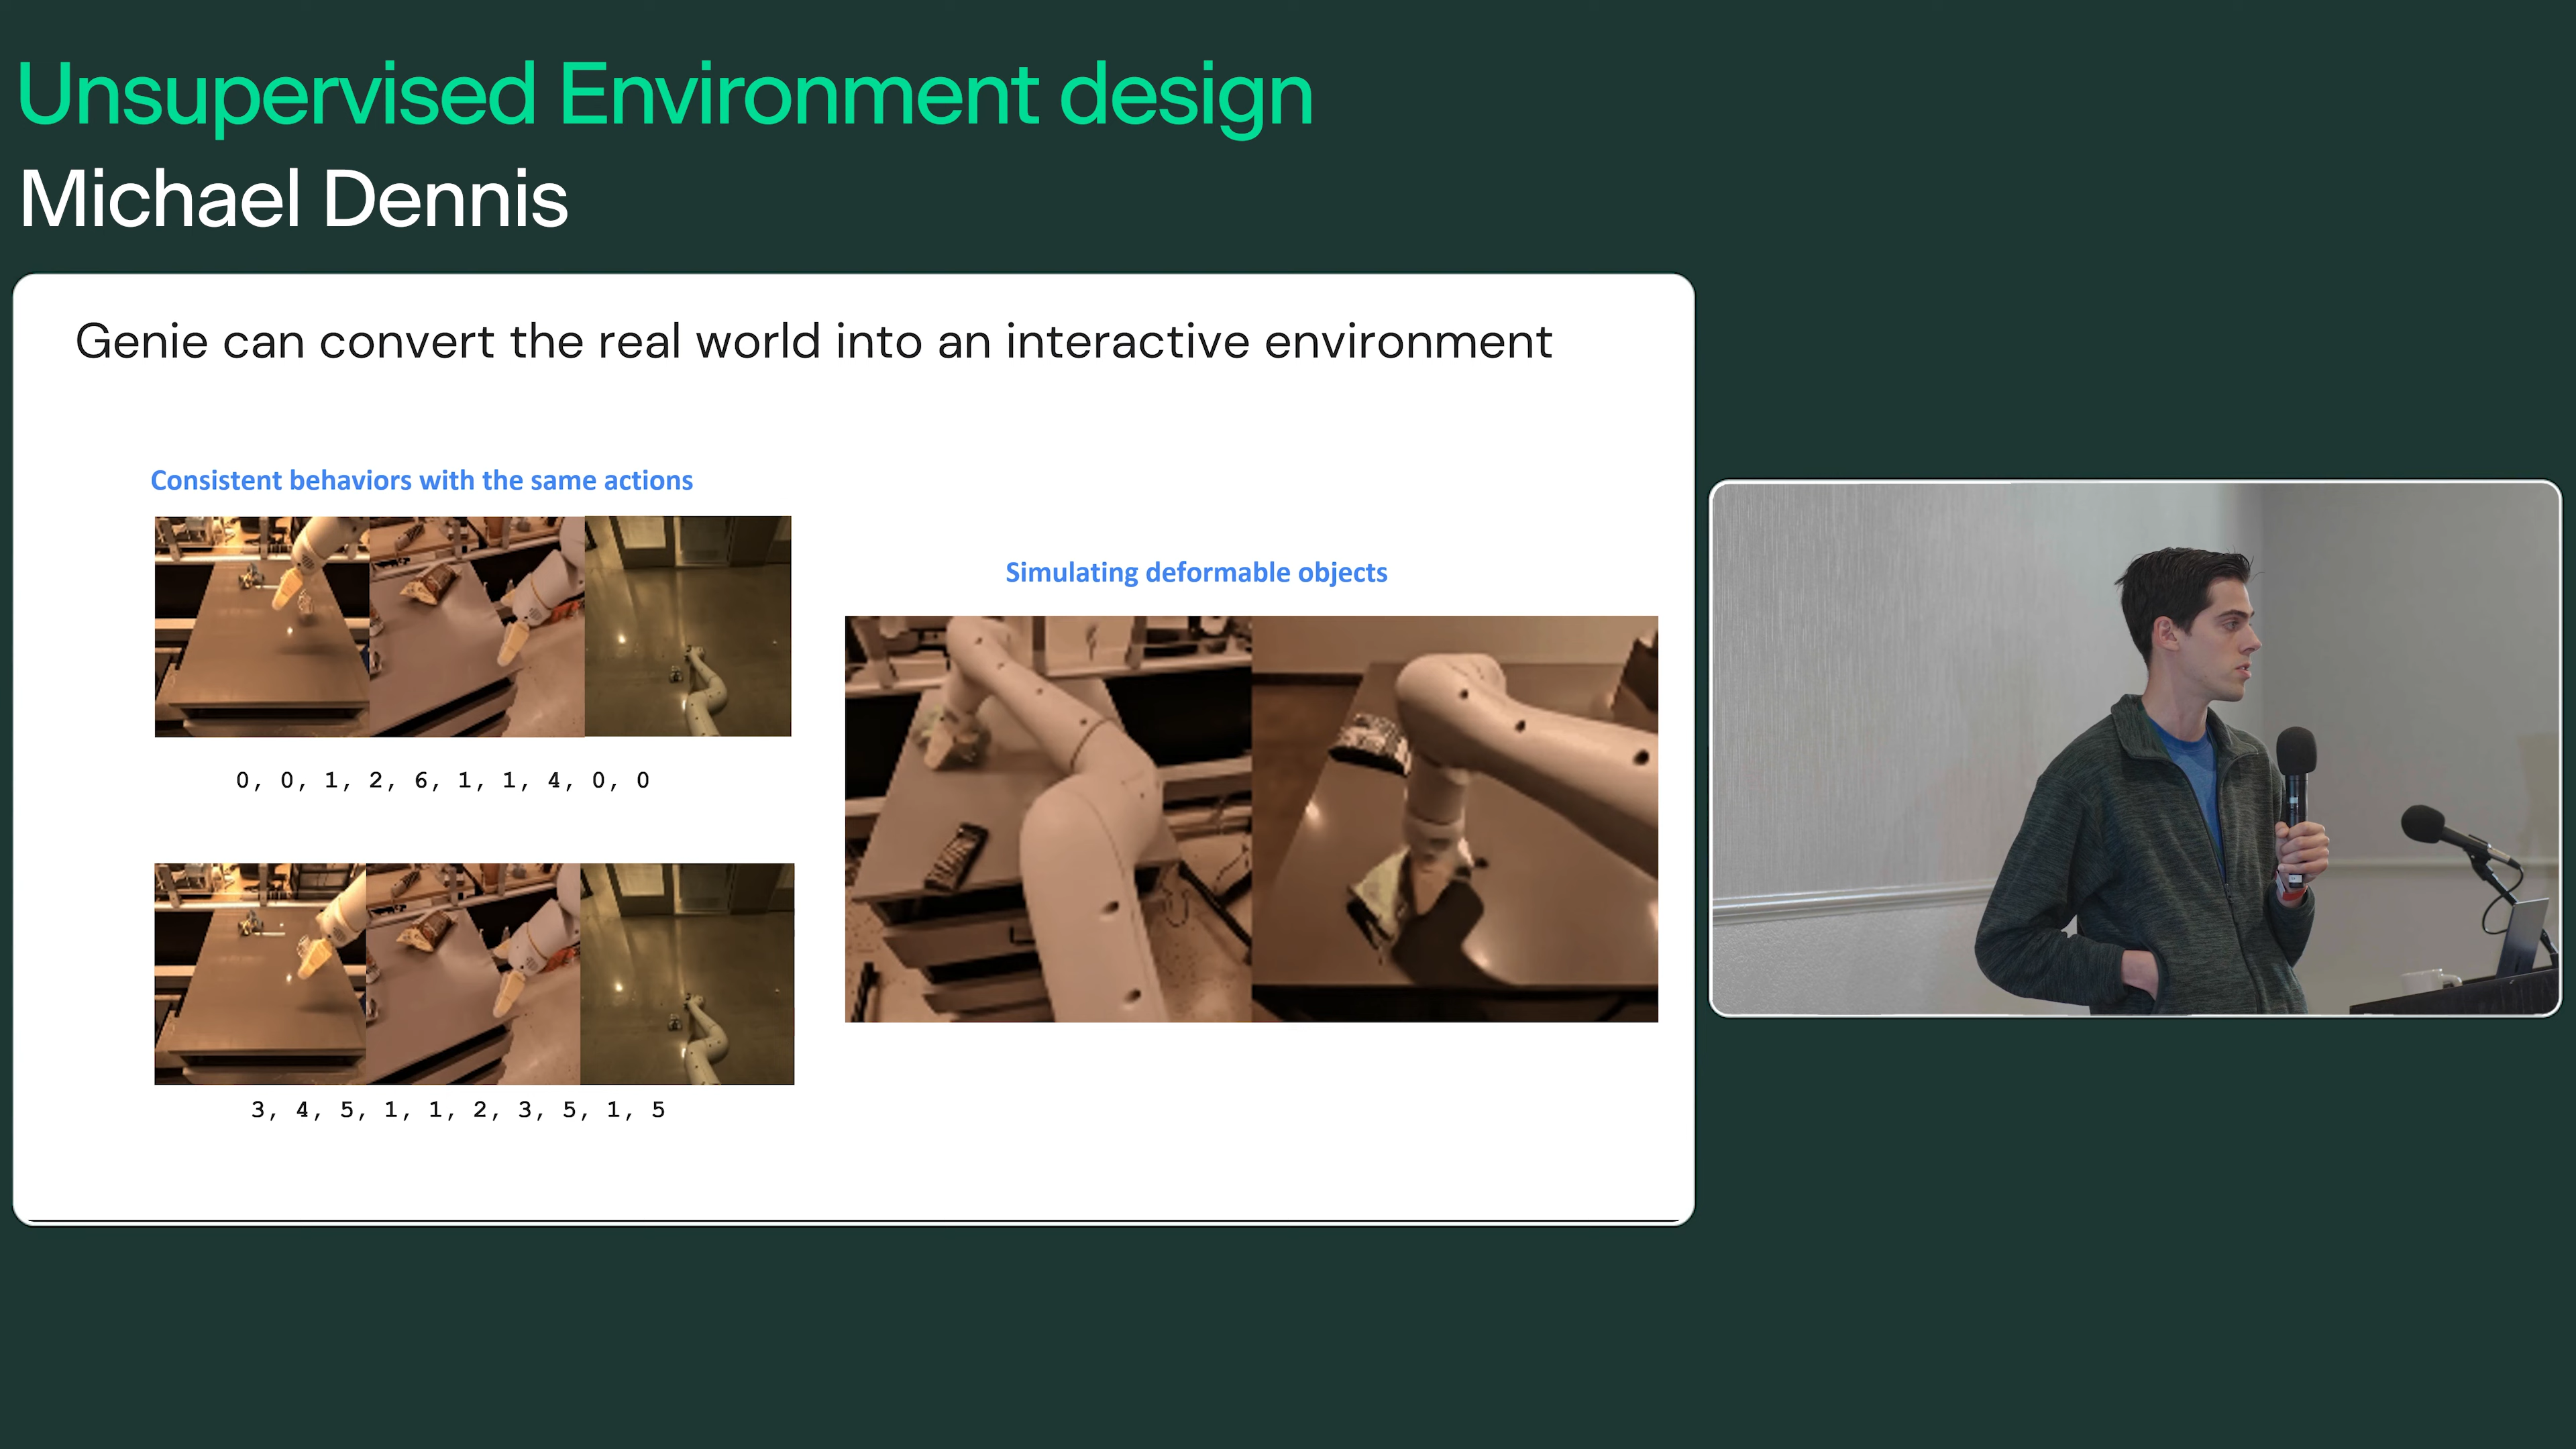 Unsupervised Environment design
Michael Dennis
Genie can convert the real world into an interactive environment
Consistent behaviors with the same actions
0, 0, 1, 2, 6, 1, 1, 4, 0, 0
3, 4, 5, 1, 1, 2, 3, 5, 1, 5
Simulating deformable objects